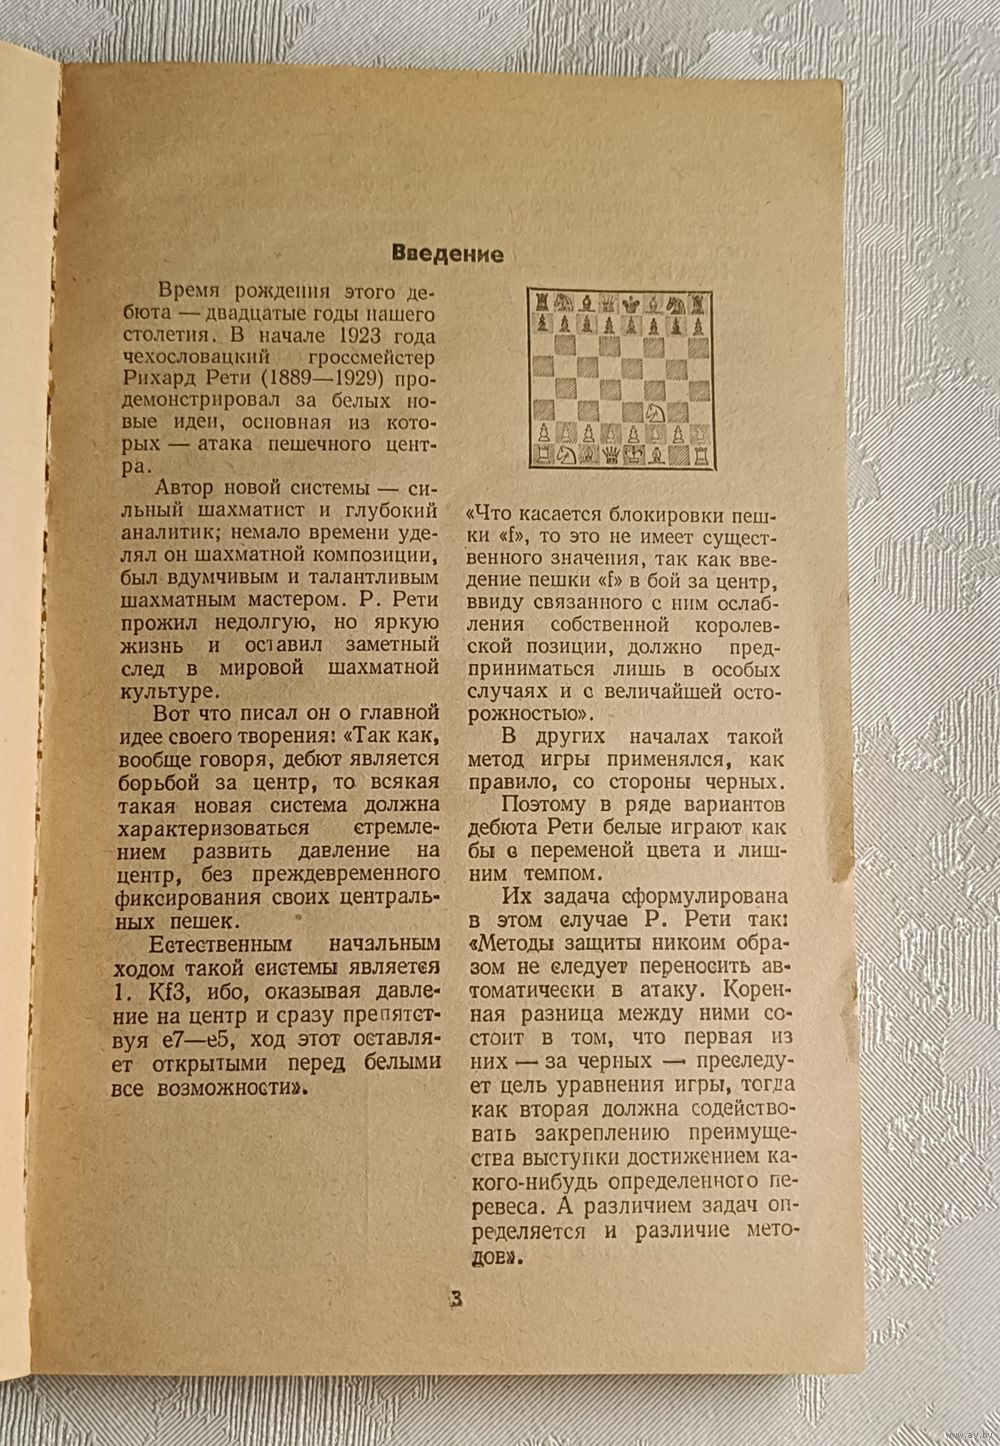 Введение
Время рождения этого де-
бюта — двадцатые годы нашего
столетия. В начале 1923 года
чехословацкий гроссмейстер
Рихард Рети (1889—1929) про-
демонстрировал за белых но-
вые идеи, основная из кото-
рых — атака пешечного цент-
ра.
Автор новой системы — си-
льный шахматист и глубокий
аналитик; немало времени уде-
лял он шахматной композиции,
был вдумчивым и талантливым
шахматным мастером. Р. Рети
прожил недолгую, но яркую
жизнь и оставил заметный
след в мировой шахматной
культуре.
Вот что писал он о главной
идее своего творения: «Так как,
вообще говоря, дебют является
борьбой за центр, то всякая
такая новая система должна
характеризоваться стремле-
нием развить давление на
центр, без преждевременного
фиксирования своих централь-
ных пешек.
Естественным начальным
ходом такой системы является
1. Kf3, ибо, оказывая давле-
ние на центр и сразу препятст-
вуя e7—e5, ход этот оставля-
ет открытыми перед белыми
все возможности».
«Что касается блокировки пеш-
ки «f», то это не имеет сущест-
венного значения, так как вве-
дение пешки «f» в бой за центр,
ввиду связанного с ним ослаб-
ления собственной королев-
ской позиции, должно пред-
приниматься лишь в особых
случаях и с величайшей осто-
рожностью».
В других началах такой
метод игры применялся, как
правило, со стороны черных.
Поэтому в ряде вариантов
дебюта Рети белые играют как
бы с переменой цвета и лиш-
ним темпом.
Их задача сформулирована
в этом случае Р. Рети так:
«Методы защиты никоим обра-
зом не следует переносить ав-
томатически в атаку. Корен-
ная разница между ними со-
стоит в том, что первая из
них — за черных — преследу-
ет цель уравнения игры, тогда
как вторая должна содейство-
вать закреплению преимуще-
ства выступки достижением ка-
кого-нибудь определенного пе-
ревеса. А различием задач оп-
ределяется и различие мето-
дов».
3
www.ay.by